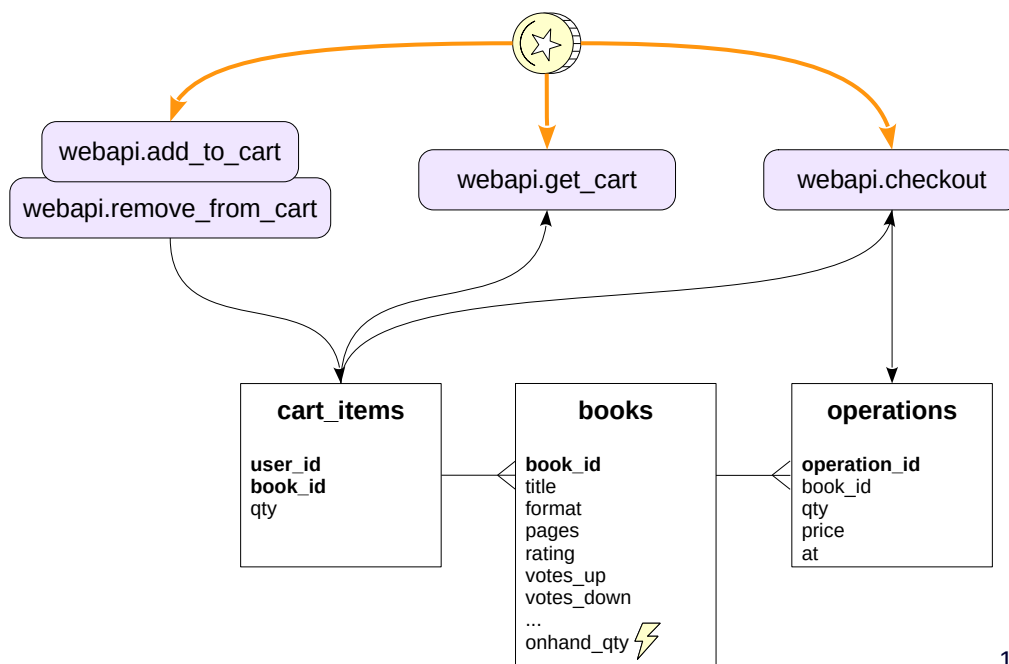 webapi.add_to_cart
webapi.remove_from_cart
webapi.get_cart
webapi.checkout
cart_items
user_id
book_id
qty
books
book_id
title
format
pages
rating
votes_up
votes_down
...
onhand_qty
operations
operation_id
book_id
qty
price
at
1